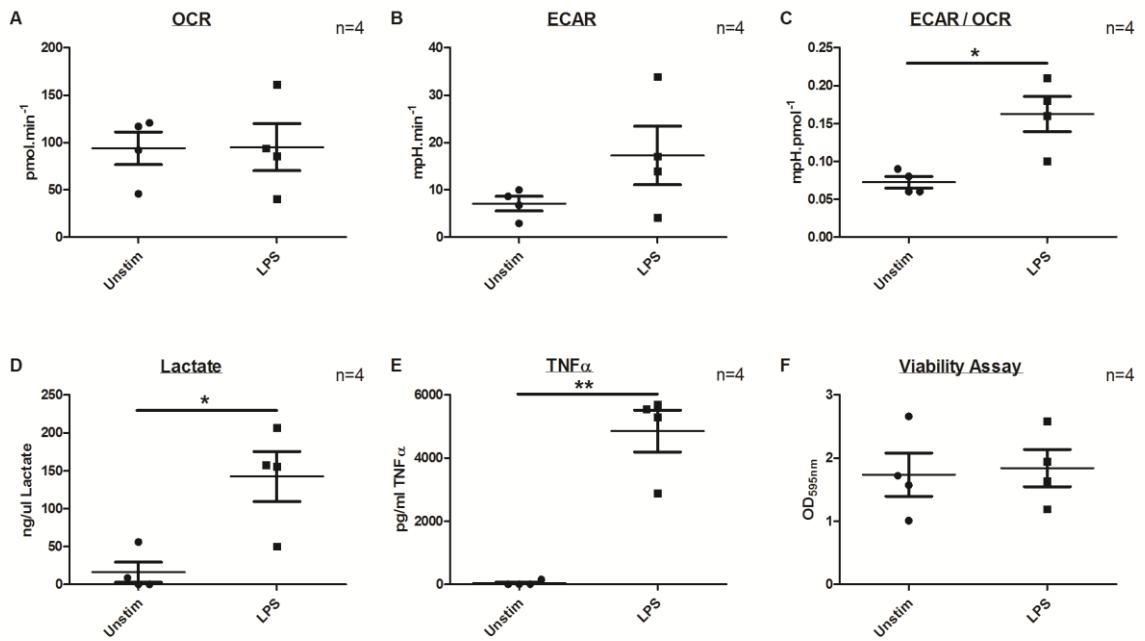 A
OCR
n=4
200
150
100
50
0
pmol.min⁻¹
Unstim
LPS
B
ECAR
n=4
40
30
20
10
0
mpH.min⁻¹
Unstim
LPS
C
ECAR / OCR
n=4
0.25
0.20
0.15
0.10
0.05
0.00
mpH.pmol⁻¹
*
Unstim
LPS
D
Lactate
n=4
250
200
150
100
50
0
ng/ul Lactate
*
Unstim
LPS
E
TNFα
n=4
6000
4000
2000
0
pg/ml TNFα
**
Unstim
LPS
F
Viability Assay
n=4
3
2
1
0
OD₅₉₅ₙₘ
Unstim
LPS